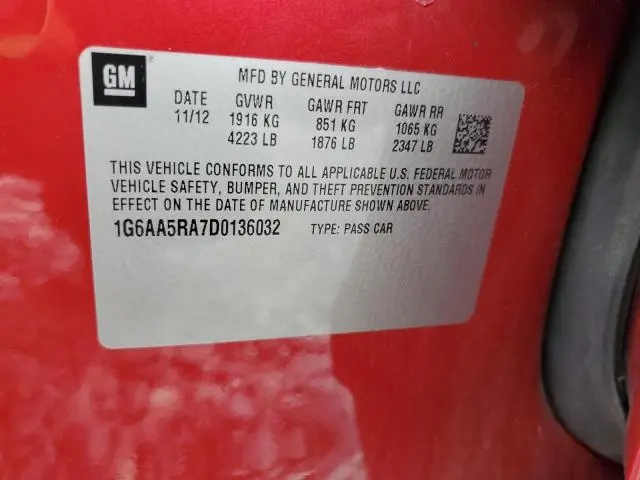 GM
MFD BY GENERAL MOTORS LLC
DATE GVWR GAWR FRT GAWR RR
11/12 1916 KG 851 KG 1065 KG
4223 LB 1876 LB 2347 LB
THIS VEHICLE CONFORMS TO ALL APPLICABLE U.S. FEDERAL MOTOR
VEHICLE SAFETY, BUMPER, AND THEFT PREVENTION STANDARDS IN
EFFECT ON THE DATE OF MANUFACTURE SHOWN ABOVE.
1G6AA5RA7D0136032 TYPE: PASS CAR